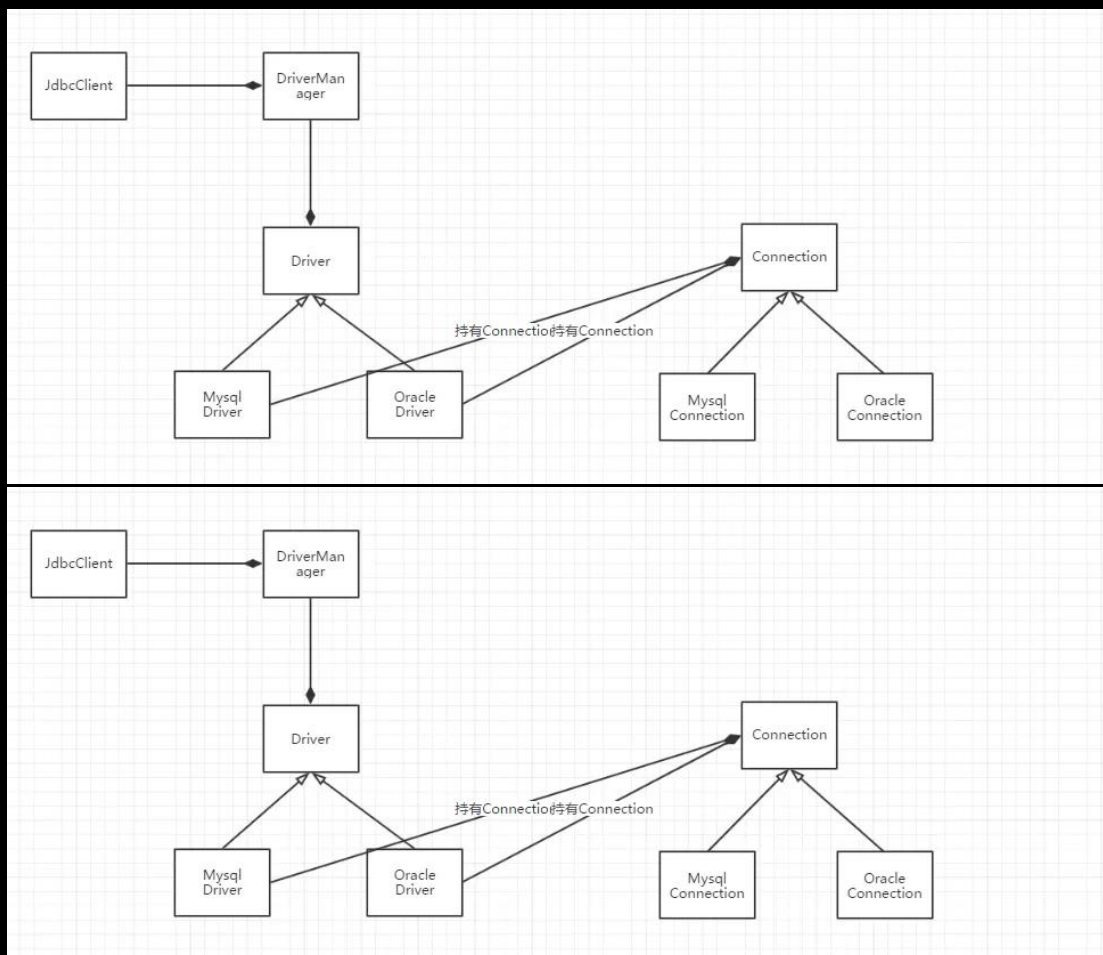 JdbcClient
DriverMan
ager
Driver
Connection
持有Connectio
持有Connection
Mysql
Driver
Oracle
Driver
Mysql
Connection
Oracle
Connection
JdbcClient
DriverMan
ager
Driver
Connection
持有Connectio
持有Connection
Mysql
Driver
Oracle
Driver
Mysql
Connection
Oracle
Connection